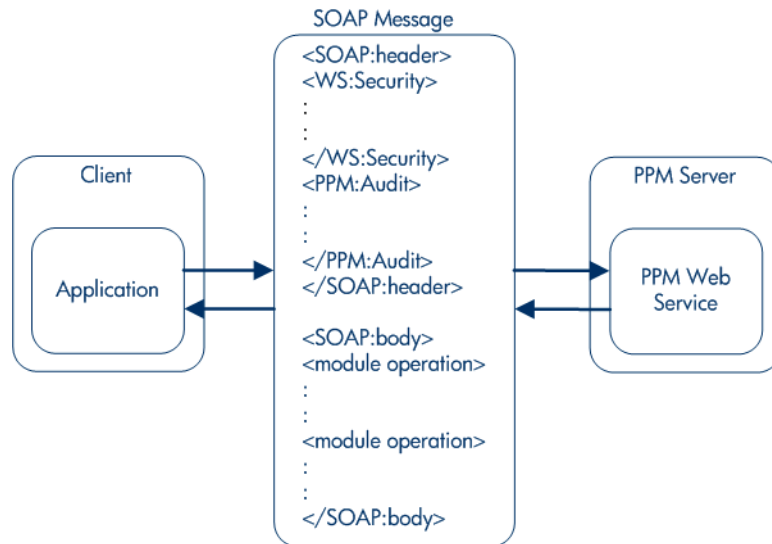 SOAP Message
<SOAP:header>
<WS:Security>
:
:
</WS:Security>
<PPM:Audit>
:
:
</PPM:Audit>
</SOAP:header>
<SOAP:body>
<module operation>
:
:
<module operation>
:
:
</SOAP:body>
Client
Application
PPM Server
PPM Web
Service